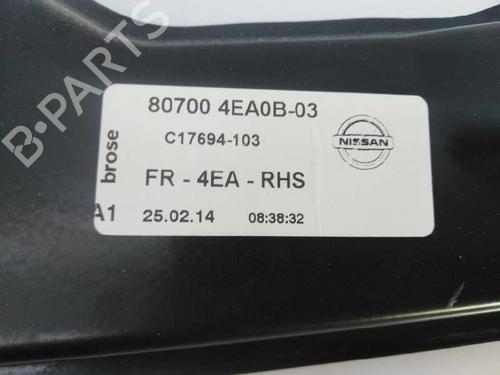 80700 4EA0B-03
C17694-103
NISSAN
brose
FR - 4EA - RHS
A1
25.02.14
08:38:32
B-PARTS